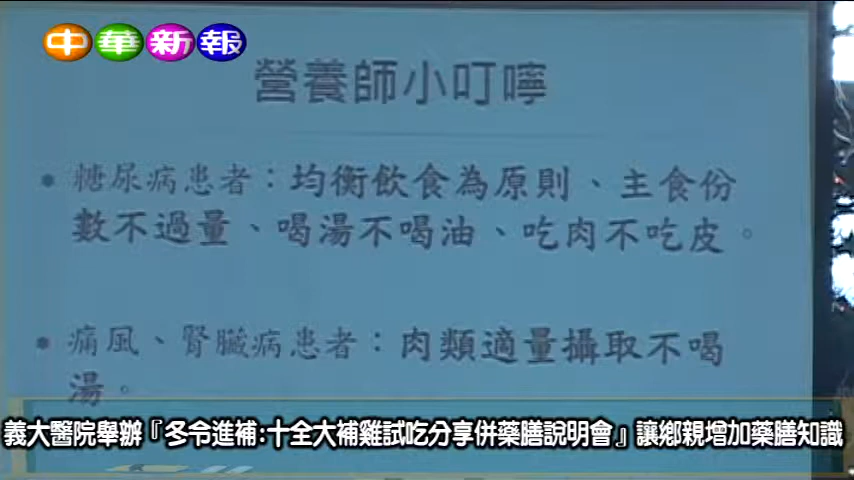 中華新報
營養師小叮嚀
• 糖尿病患者：均衡飲食為原則、主食份
數不過量、喝湯不喝油、吃肉不吃皮。
• 痛風、腎臟病患者：肉類適量攝取不喝
湯。
義大醫院舉辦『冬令進補:十全大補雞試吃分享併藥膳說明會』讓鄉親增加藥膳知識